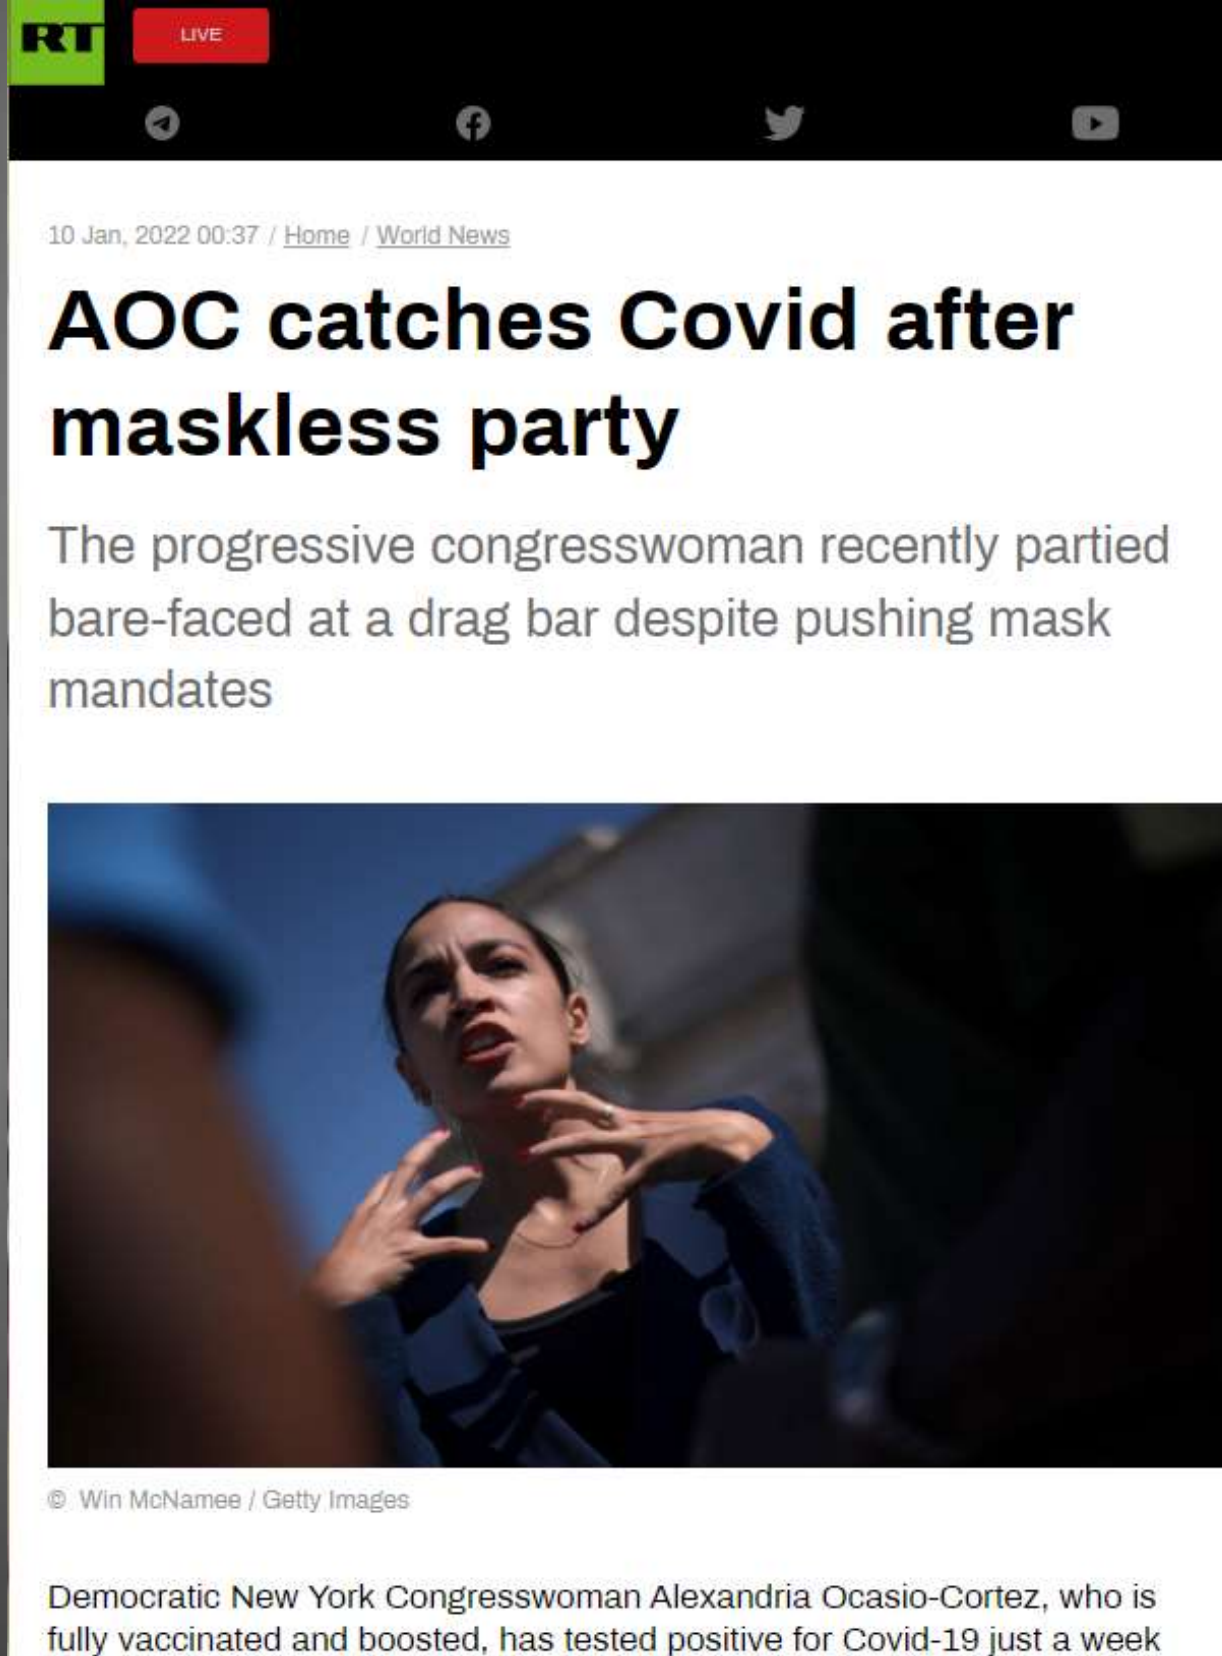 RT
LIVE
10 Jan, 2022 00:37 / Home / World News
AOC catches Covid after
maskless party
The progressive congresswoman recently partied
bare-faced at a drag bar despite pushing mask
mandates
© Win McNamee / Getty Images
Democratic New York Congresswoman Alexandria Ocasio-Cortez, who is
fully vaccinated and boosted, has tested positive for Covid-19 just a week